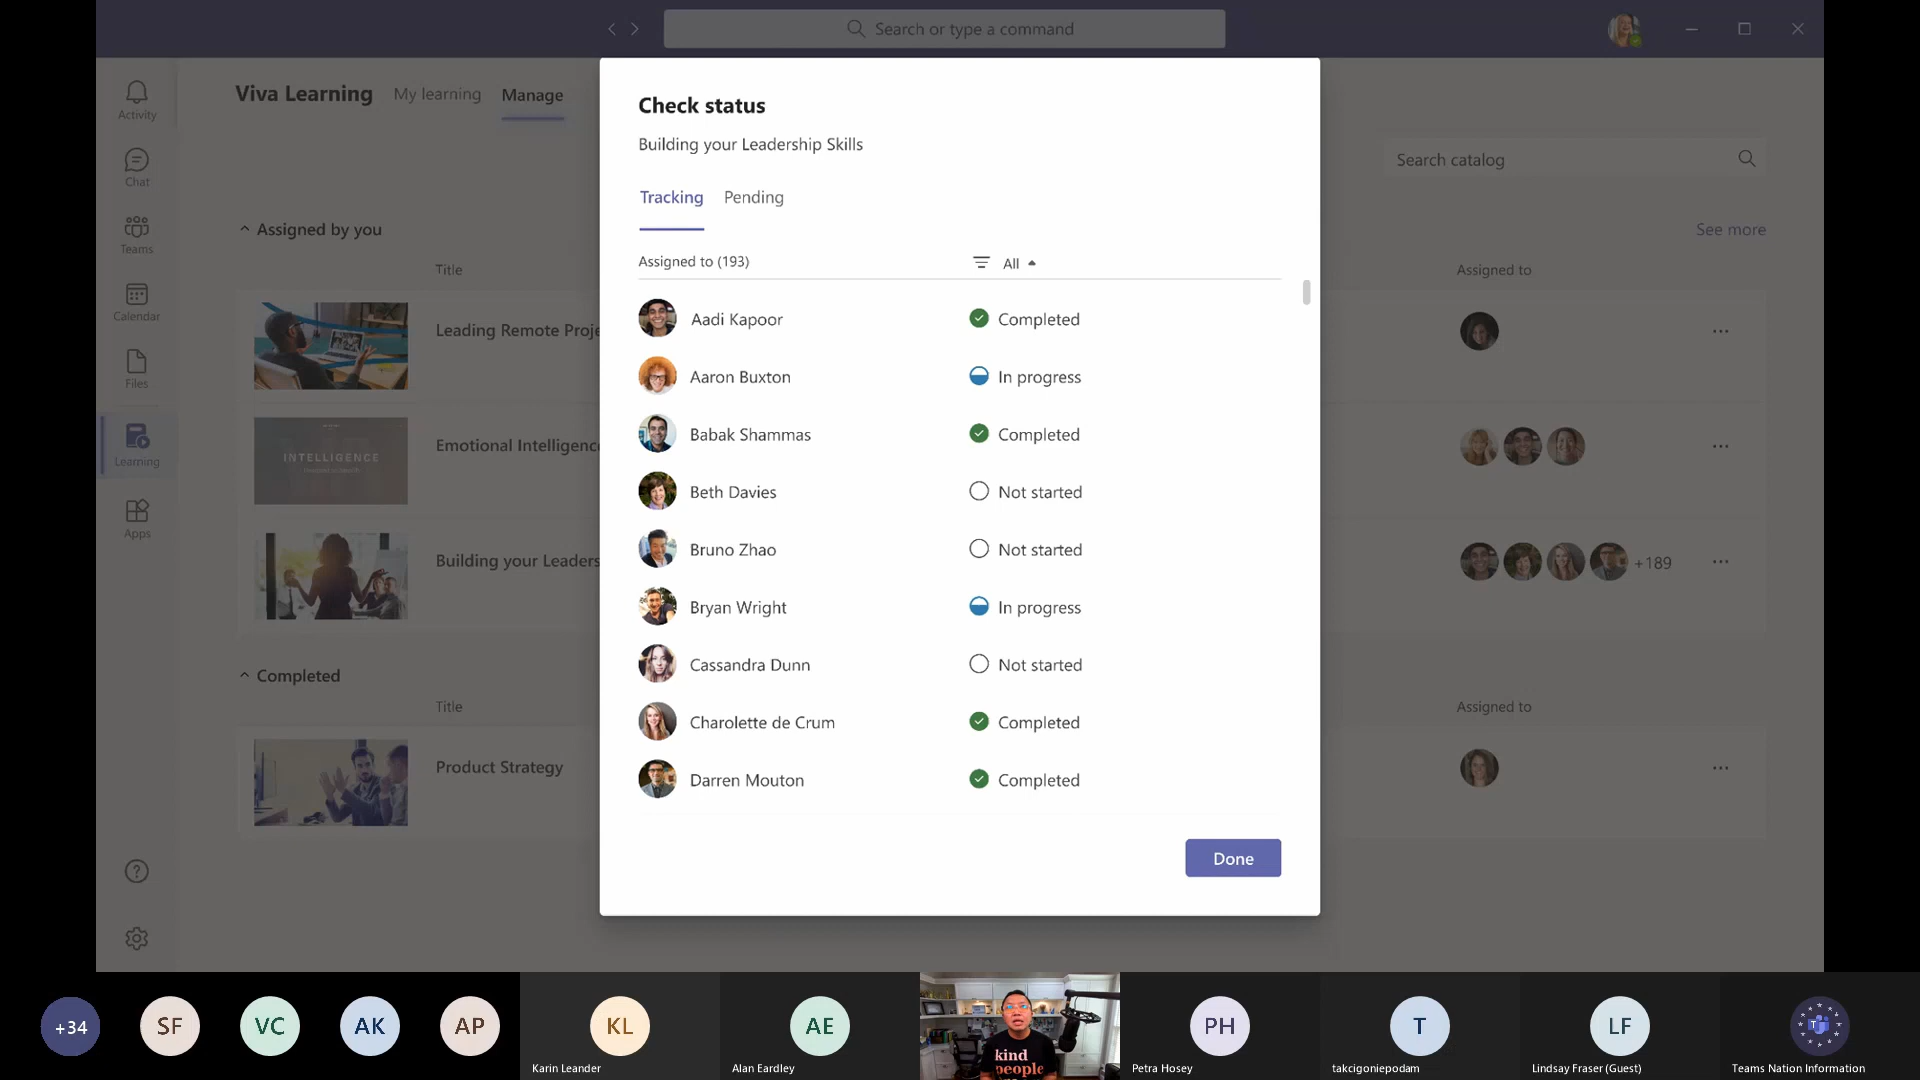 Search or type a command
Activity
Chat
Teams
Calendar
Files
Learning
Apps
Viva Learning
My learning
Manage
Search catalog
Assigned by you
See more
Title
Assigned to
Leading Remote Proje
INTELLIGENCE
Emotional Intelligence
Building your Leaders
+189
Completed
Title
Assigned to
Product Strategy
Check status
Building your Leadership Skills
Tracking
Pending
Assigned to (193)
All
Aadi Kapoor
Completed
Aaron Buxton
In progress
Babak Shammas
Completed
Beth Davies
Not started
Bruno Zhao
Not started
Bryan Wright
In progress
Cassandra Dunn
Not started
Charolette de Crum
Completed
Darren Mouton
Completed
Done
+34
SF
VC
AK
AP
KL
Karin Leander
AE
Alan Eardley
kind
people
PH
Petra Hosey
T
takcigoniepodam
LF
Lindsay Fraser (Guest)
T
Teams Nation Information